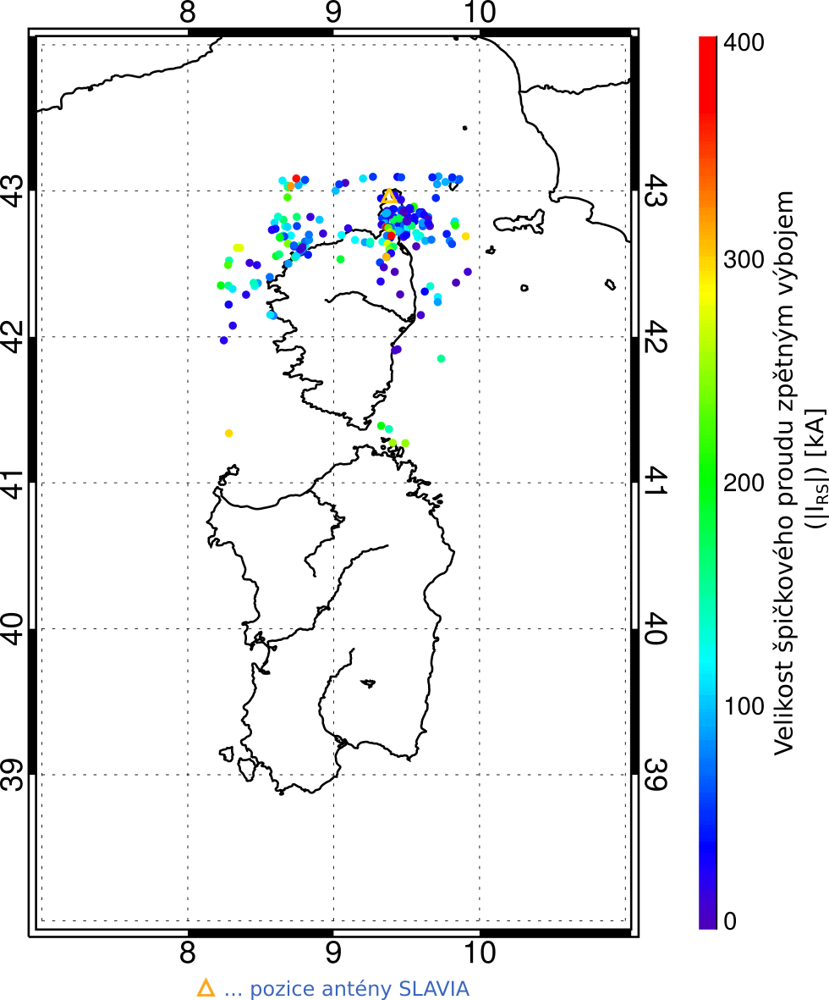 8 9 10
400
300
200
100
0
43 43
42 42
41 41
40 40
39 39
8 9 10
Velikost špičkového proudu zpětným výbojem
(|I_RS|) [kA]
... pozice antény SLAVIA